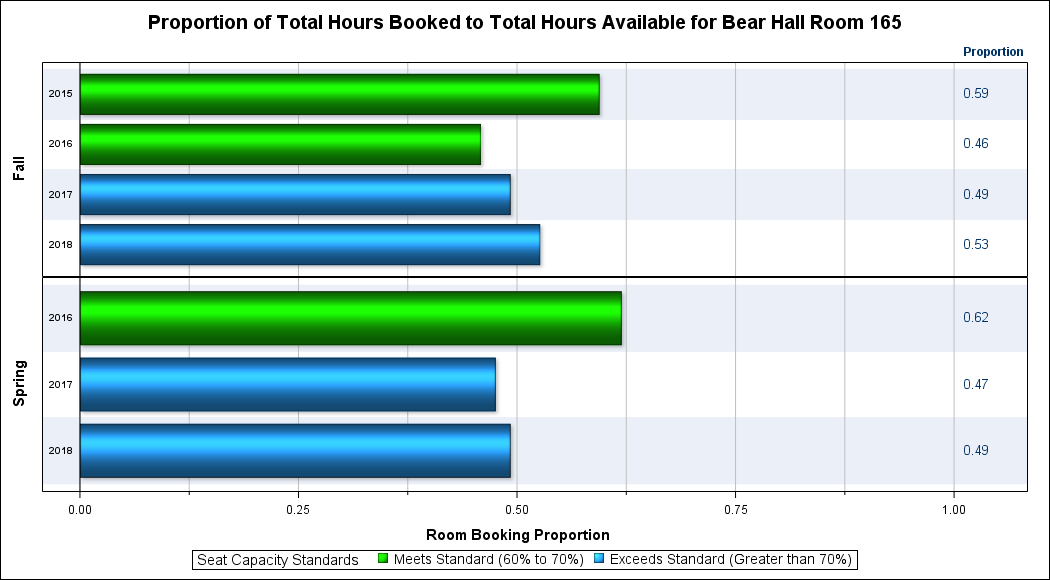 Proportion of Total Hours Booked to Total Hours Available for Bear Hall Room 165
Proportion
Fall
2015 0.59
2016 0.46
2017 0.49
2018 0.53
Spring
2016 0.62
2017 0.47
2018 0.49
0.00 0.25 0.50 0.75 1.00
Room Booking Proportion
Seat Capacity Standards Meets Standard (60% to 70%) Exceeds Standard (Greater than 70%)